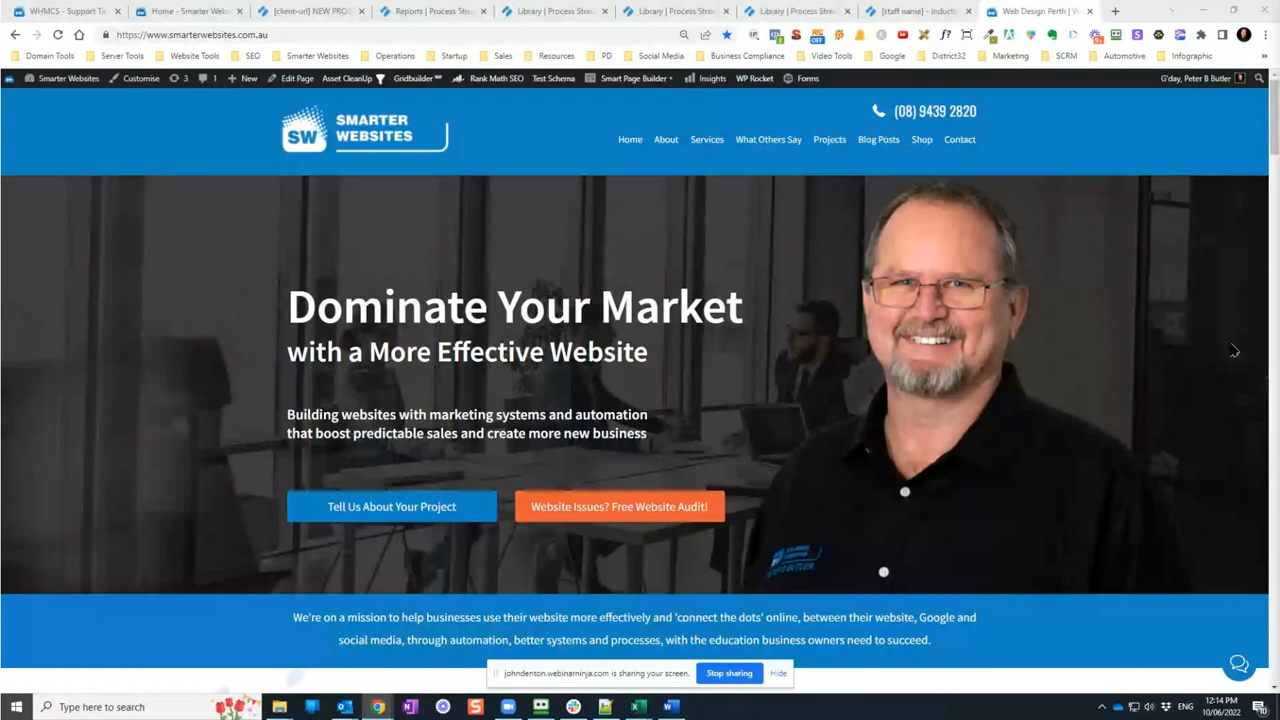 WHMCS - Support Tic
Home - Smarter Webs
[client-url] NEW PRO
Reports | Process Stre
Library | Process Stre
Library | Process Stre
Library | Process Stre
[staff name] - inducti
Web Design Perth | W
https://www.smarterwebsites.com.au
Domain Tools
Server Tools
Website Tools
SEO
Smarter Websites
Operations
Startup
Sales
Resources
PD
Social Media
Business Compliance
Video Tools
Google
District32
Marketing
SCRM
Automotive
Infographic
Smarter Websites
Customise
3
1
New
Edit Page
Asset CleanUp
Gridbuilder
Rank Math SEO
Test Schema
Smart Page Builder
Insights
WP Rocket
Forms
G'day, Peter B Butler
(08) 9439 2820
SW
SMARTER
WEBSITES
Home
About
Services
What Others Say
Projects
Blog Posts
Shop
Contact
Dominate Your Market
with a More Effective Website
Building websites with marketing systems and automation
that boost predictable sales and create more new business
Tell Us About Your Project
Website Issues? Free Website Audit!
We're on a mission to help businesses use their website more effectively and 'connect the dots' online, between their website, Google and
social media, through automation, better systems and processes, with the education business owners need to succeed.
johndenton.webinarninja.com is sharing your screen.
Stop sharing
Hide
Type here to search
ENG
12:14 PM
10/06/2022